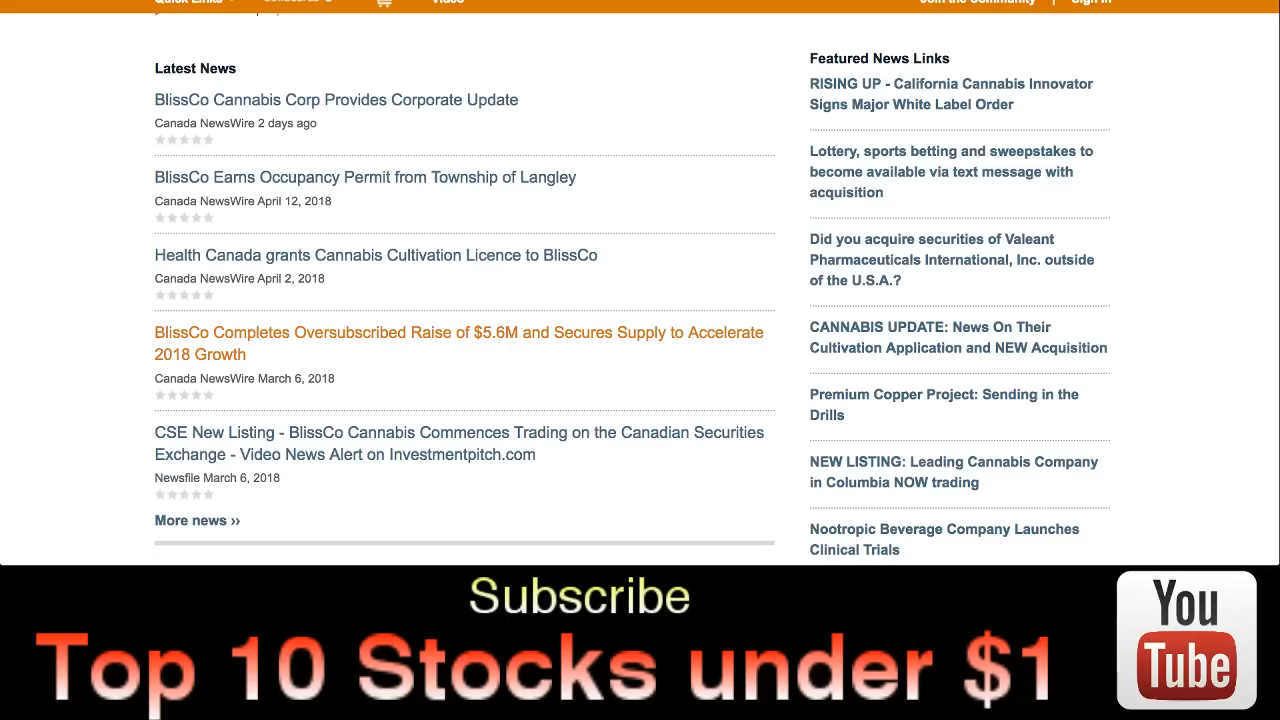 Quick Links
Video
Join the Community | Sign In
Latest News
BlissCo Cannabis Corp Provides Corporate Update
Canada NewsWire 2 days ago
BlissCo Earns Occupancy Permit from Township of Langley
Canada NewsWire April 12, 2018
Health Canada grants Cannabis Cultivation Licence to BlissCo
Canada NewsWire April 2, 2018
BlissCo Completes Oversubscribed Raise of $5.6M and Secures Supply to Accelerate
2018 Growth
Canada NewsWire March 6, 2018
CSE New Listing - BlissCo Cannabis Commences Trading on the Canadian Securities
Exchange - Video News Alert on Investmentpitch.com
Newsfile March 6, 2018
More news ››
Featured News Links
RISING UP - California Cannabis Innovator
Signs Major White Label Order
Lottery, sports betting and sweepstakes to
become available via text message with
acquisition
Did you acquire securities of Valeant
Pharmaceuticals International, Inc. outside
of the U.S.A.?
CANNABIS UPDATE: News On Their
Cultivation Application and NEW Acquisition
Premium Copper Project: Sending in the
Drills
NEW LISTING: Leading Cannabis Company
in Columbia NOW trading
Nootropic Beverage Company Launches
Clinical Trials
Subscribe
Top 10 Stocks under $1
You
Tube